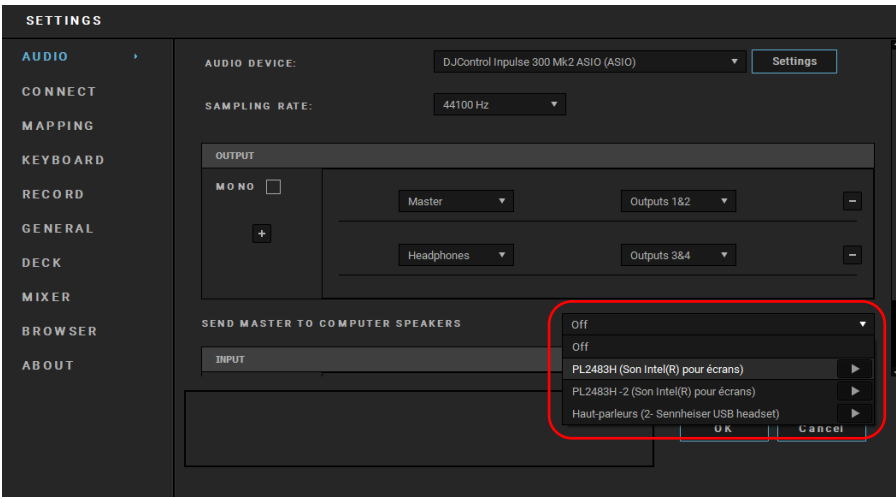 SETTINGS
AUDIO
CONNECT
MAPPING
KEYBOARD
RECORD
GENERAL
DECK
MIXER
BROWSER
ABOUT
AUDIO DEVICE: DJControl Inpulse 300 Mk2 ASIO (ASIO) Settings
SAMPLING RATE: 44100 Hz
OUTPUT
MONO
Master Outputs 1&2
+
Headphones Outputs 3&4
SEND MASTER TO COMPUTER SPEAKERS Off
Off
INPUT
PL2483H (Son Intel(R) pour écrans)
PL2483H -2 (Son Intel(R) pour écrans)
Haut-parleurs (2- Sennheiser USB headset)
OK Cancel